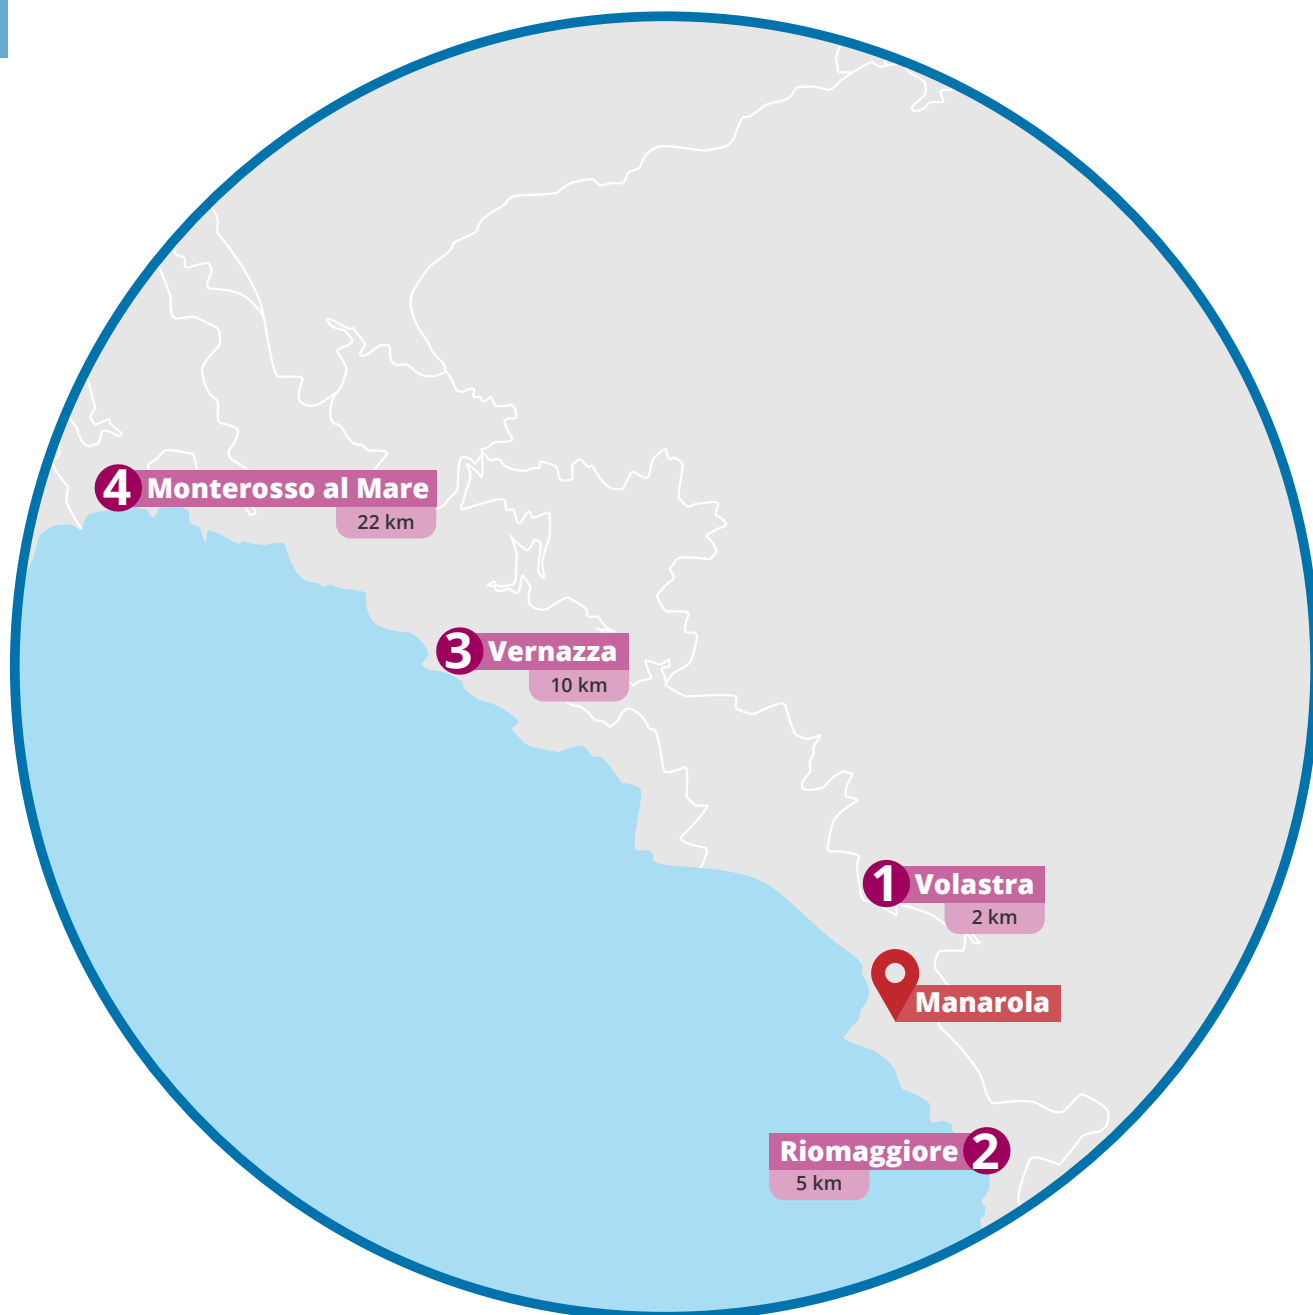 4 Monterosso al Mare
22 km
3 Vernazza
10 km
1 Volastra
2 km
Manarola
Riomaggiore 2
5 km